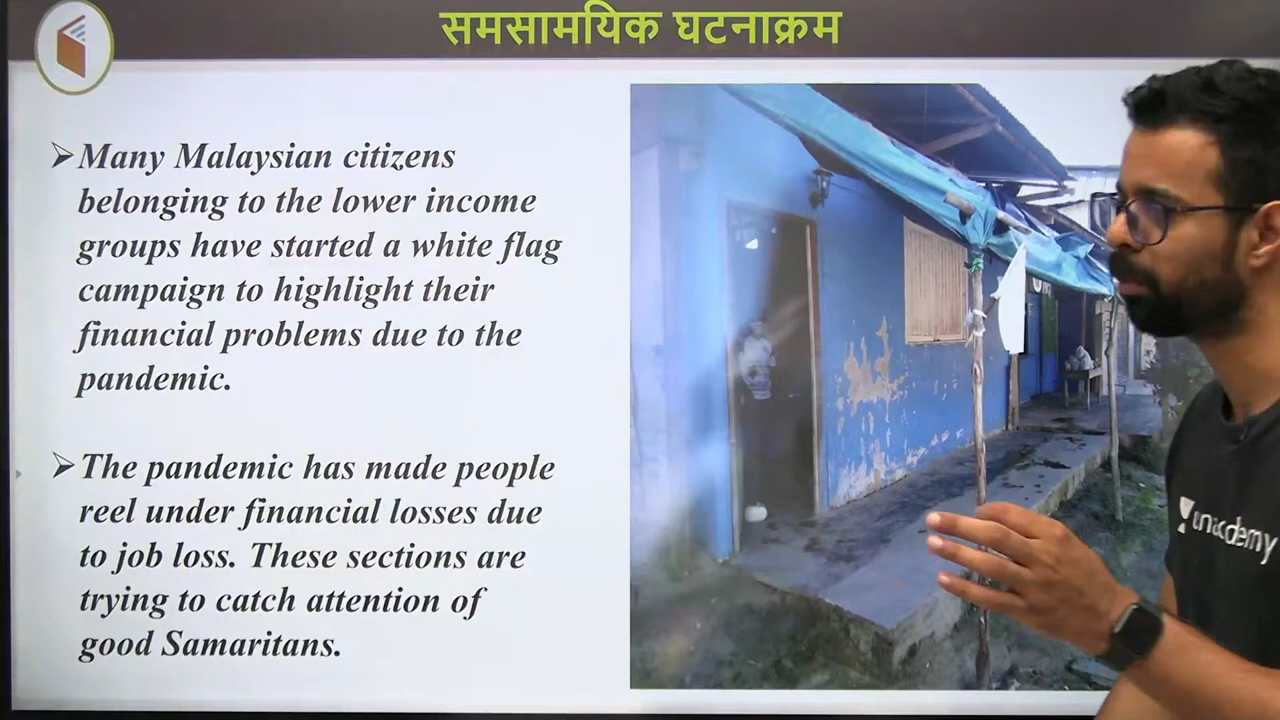 समसामयिक घटनाक्रम
➢Many Malaysian citizens
belonging to the lower income
groups have started a white flag
campaign to highlight their
financial problems due to the
pandemic.
➢The pandemic has made people
reel under financial losses due
to job loss. These sections are
trying to catch attention of
good Samaritans.
unacademy